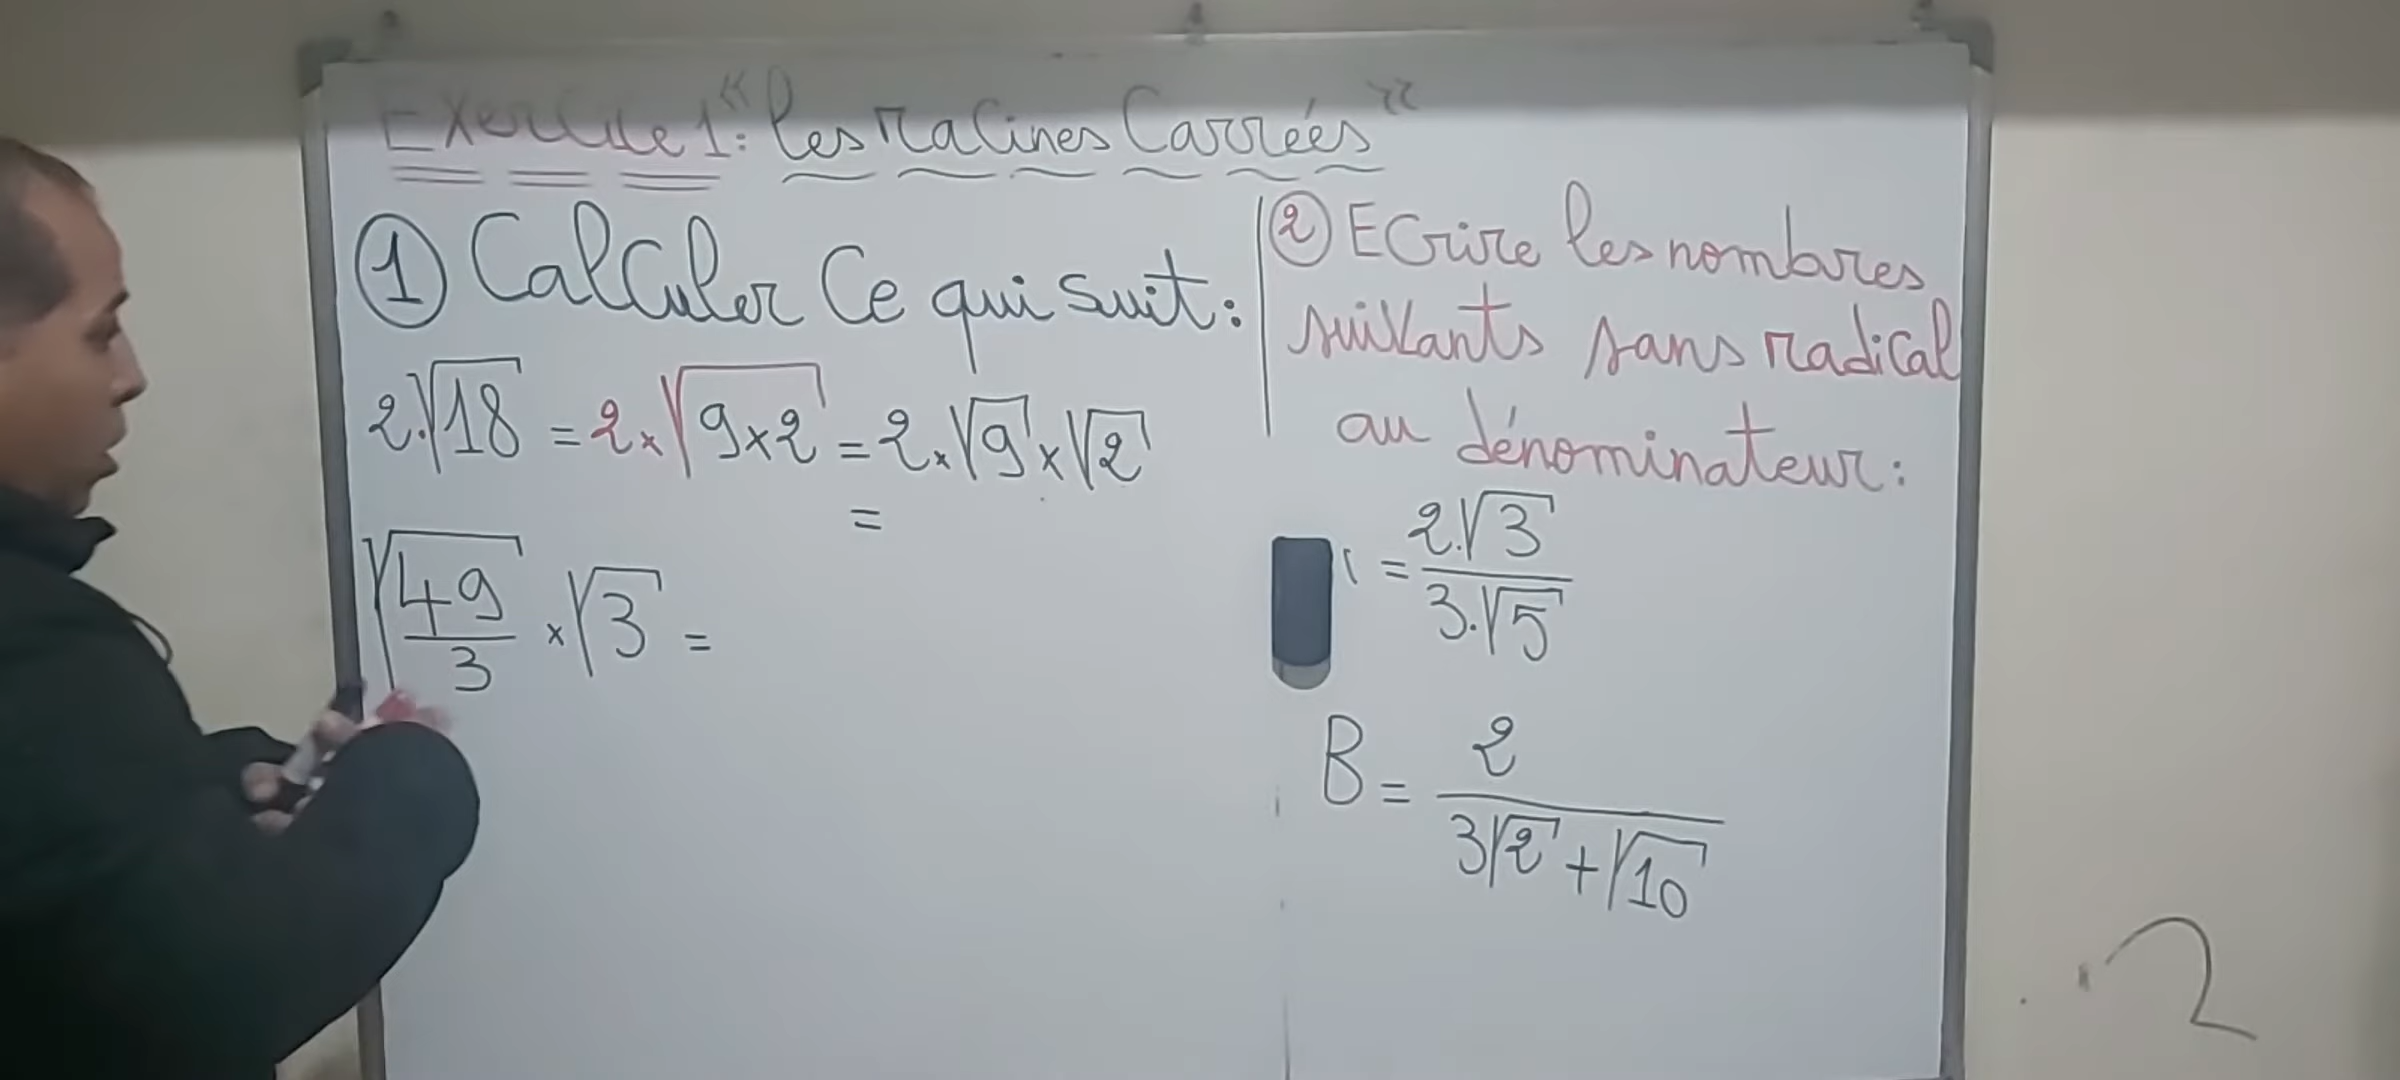 Exercice 1: "les racines Carrées"
① Calculer Ce qui suit:
2.√18 = 2×√9×2 = 2×√9×√2
=
√49/3 × √3 =
② Ecrire les nombres
suivants sans radical
au dénominateur:
= 2.√3/3.√5
B = 2/3√2+√10
2